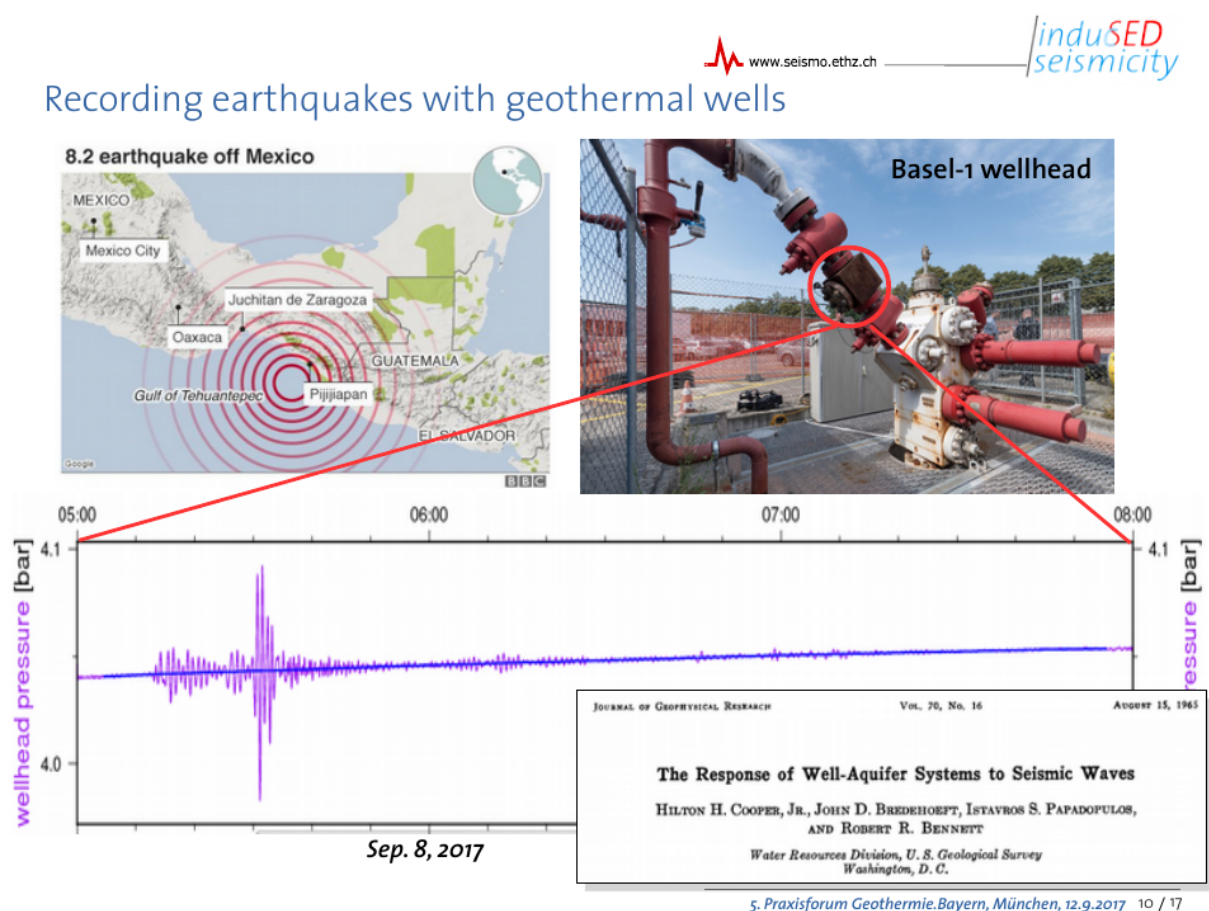 www.seismo.ethz.ch
induSED
seismicity
Recording earthquakes with geothermal wells
8.2 earthquake off Mexico
MEXICO
Mexico City
Juchitan de Zaragoza
Oaxaca
GUATEMALA
Gulf of Tehuantepec
Pijijiapan
EL SALVADOR
Google
BBC
Basel-1 wellhead
05:00 06:00 07:00 08:00
4.1 4.1
wellhead pressure [bar]
ressure [bar]
4.0
Sep. 8, 2017
JOURNAL OF GEOPHYSICAL RESEARCH VOL. 70, NO. 16 AUGUST 15, 1965
The Response of Well-Aquifer Systems to Seismic Waves
HILTON H. COOPER, JR., JOHN D. BREDEHOEFT, ISTAVROS S. PAPADOPULOS,
AND ROBERT R. BENNETT
Water Resources Division, U. S. Geological Survey
Washington, D. C.
5. Praxisforum Geothermie.Bayern, München, 12.9.2017 10 / 17